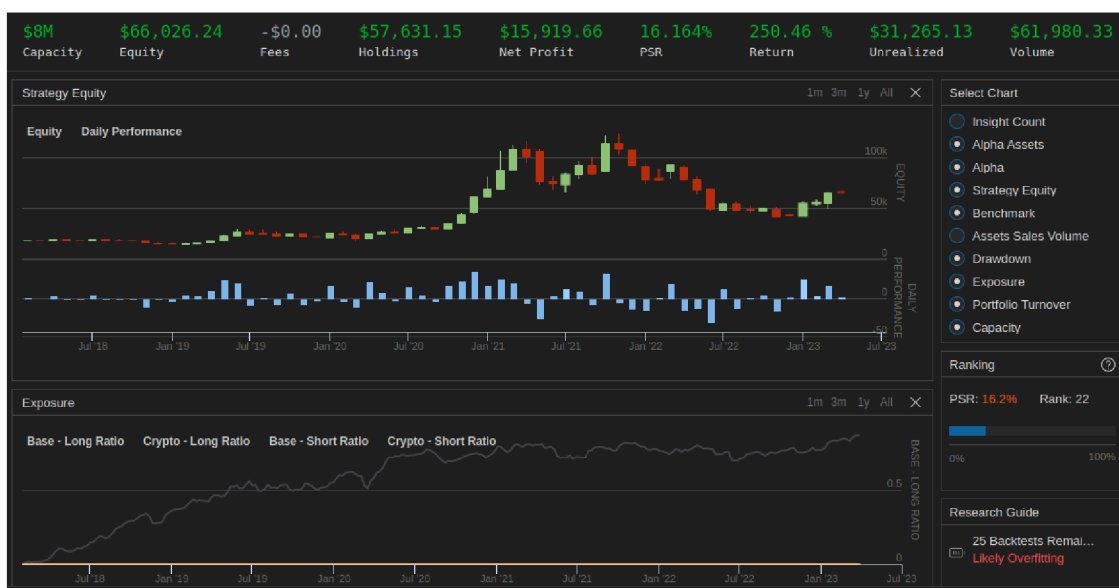 $8M $66,026.24 -$0.00 $57,631.15 $15,919.66 16.164% 250.46 % $31,265.13 $61,980.33
Capacity Equity Fees Holdings Net Profit PSR Return Unrealized Volume
Strategy Equity 1m 3m 1y All
Equity Daily Performance
100k
50k
0
EQUITY
0
-50
DAILY
PERFORMANCE
Jul '18 Jan '19 Jul '19 Jan '20 Jul '20 Jan '21 Jul '21 Jan '22 Jul '22 Jan '23 Jul '23
Exposure 1m 3m 1y All
Base - Long Ratio Crypto - Long Ratio Base - Short Ratio Crypto - Short Ratio
0.5
0
BASE - LONG RATIO
Jul '18 Jan '19 Jul '19 Jan '20 Jul '20 Jan '21 Jul '21 Jan '22 Jul '22 Jan '23 Jul '23
Select Chart
Insight Count
Alpha Assets
Alpha
Strategy Equity
Benchmark
Assets Sales Volume
Drawdown
Exposure
Portfolio Turnover
Capacity
Ranking ?
PSR: 16.2% Rank: 22
0% 100%
Research Guide
25 Backtests Remai...
Likely Overfitting